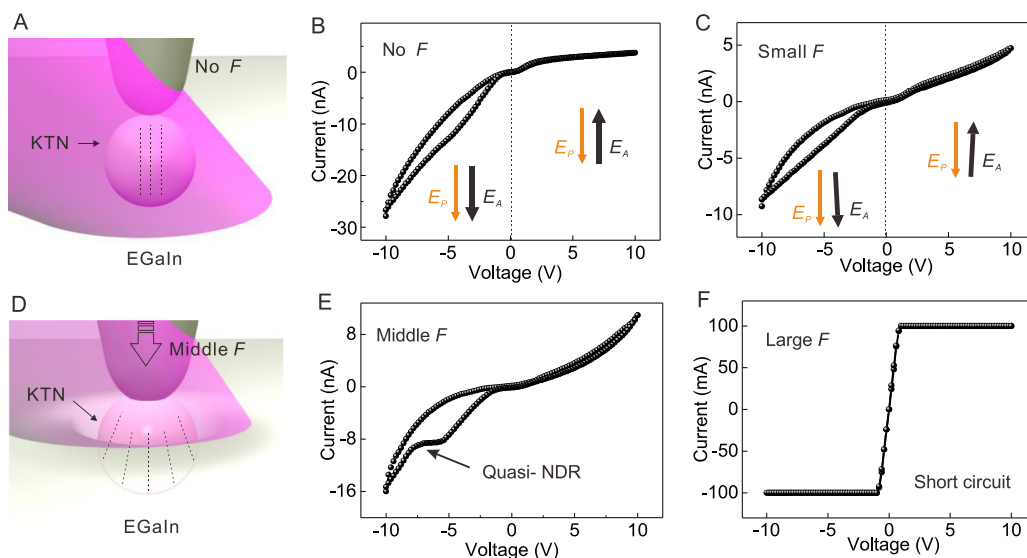 A
No F
KTN
EGaIn
B
No F
Current (nA)
0
-10
-20
-30
E_P E_A
E_P E_A
-10 -5 0 5 10
Voltage (V)
C
Small F
Current (nA)
5
0
-5
-10
E_P E_A
E_P E_A
-10 -5 0 5 10
Voltage (V)
D
Middle F
KTN
EGaIn
E
Middle F
Current (nA)
8
0
-8
-16
Quasi- NDR
-10 -5 0 5 10
Voltage (V)
F
Large F
Current (mA)
100
50
0
-50
-100
Short circuit
-10 -5 0 5 10
Voltage (V)